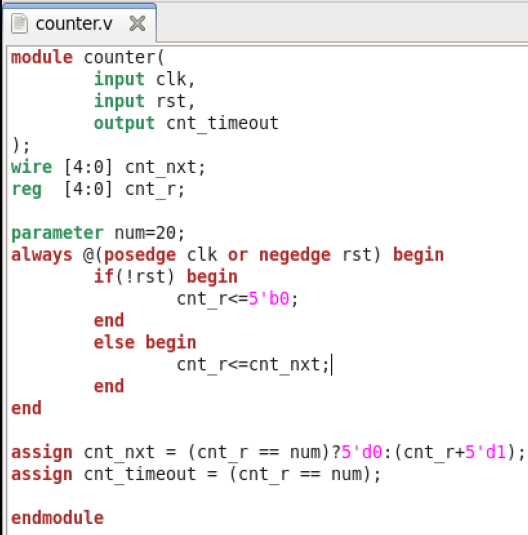 counter.v
module counter(
        input clk,
        input rst,
        output cnt_timeout
);
wire [4:0] cnt_nxt;
reg  [4:0] cnt_r;

parameter num=20;
always @(posedge clk or negedge rst) begin
        if(!rst) begin
                cnt_r<=5'b0;
        end
        else begin
                cnt_r<=cnt_nxt;
        end
end

assign cnt_nxt = (cnt_r == num)?5'd0:(cnt_r+5'd1);
assign cnt_timeout = (cnt_r == num);

endmodule